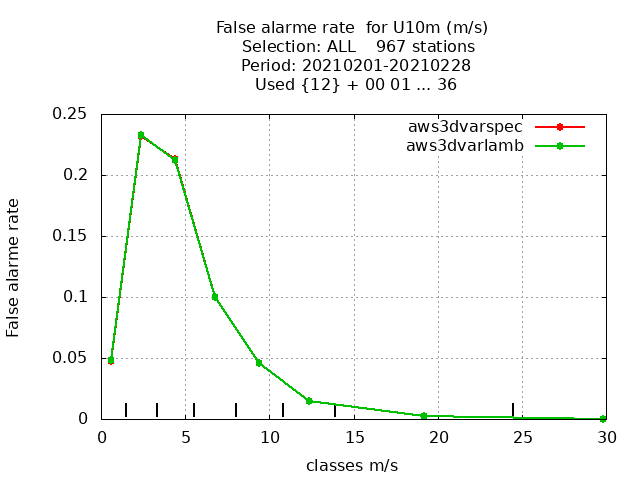 False alarme rate  for U10m (m/s)
Selection: ALL    967 stations
Period: 20210201-20210228
Used {12} + 00 01 ... 36
aws3dvarspec
aws3dvarlamb
False alarme rate
0.25
0.2
0.15
0.1
0.05
0
0 5 10 15 20 25 30
classes m/s